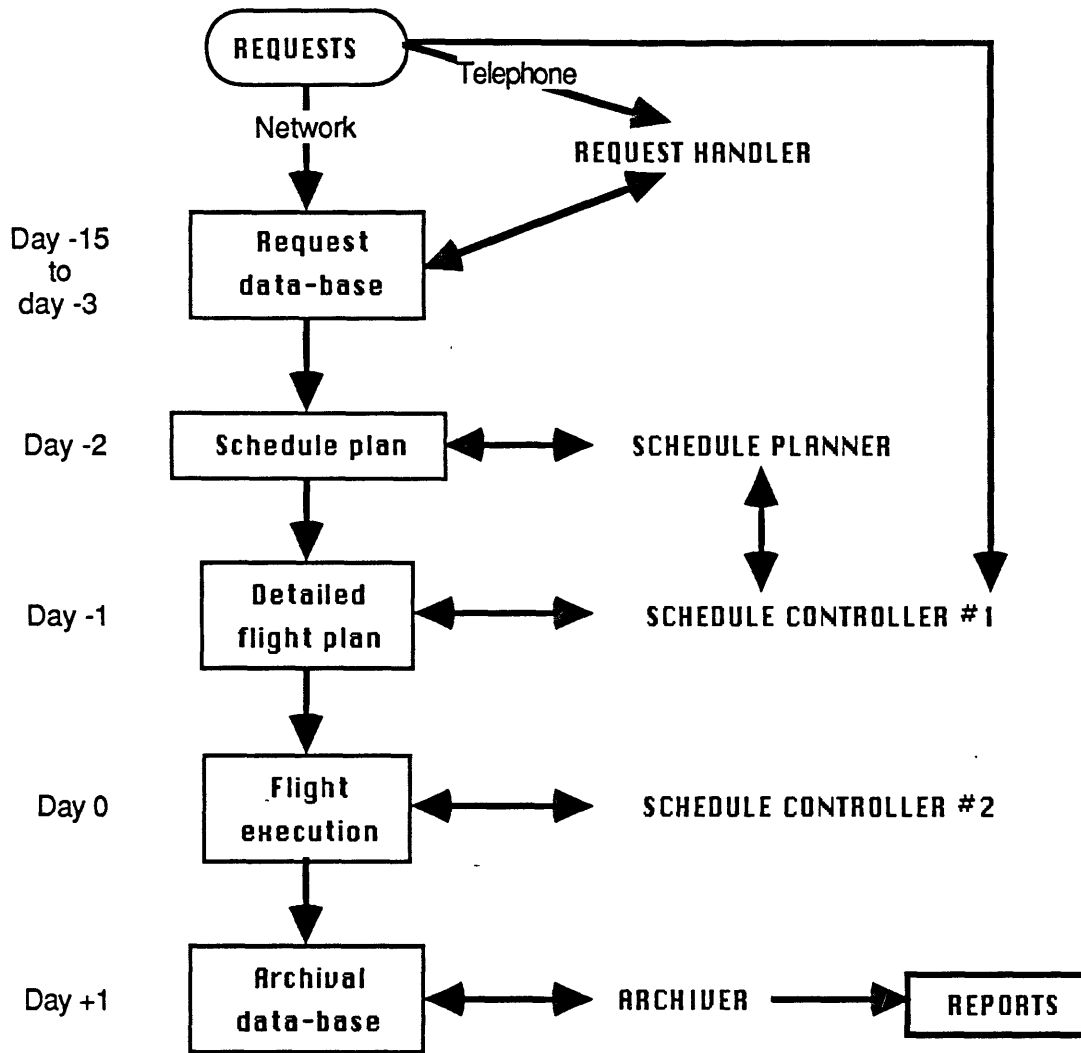 REQUESTS
Telephone
Network
REQUEST HANDLER
Day -15
to
day -3
Request
data-base
Day -2
Schedule plan
SCHEDULE PLANNER
Day -1
Detailed
flight plan
SCHEDULE CONTROLLER #1
Day 0
Flight
execution
SCHEDULE CONTROLLER #2
Day +1
Archival
data-base
ARCHIVER
REPORTS